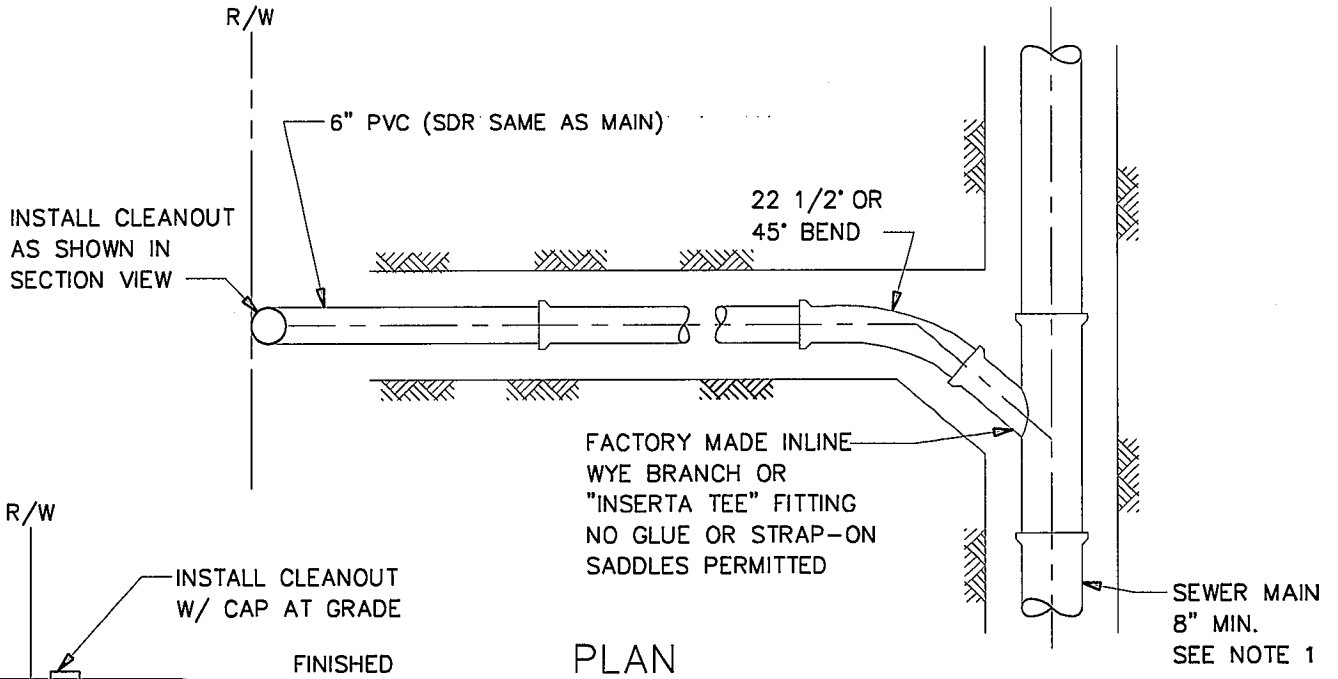 R/W
6" PVC (SDR SAME AS MAIN)
INSTALL CLEANOUT
AS SHOWN IN
SECTION VIEW
22 1/2° OR
45° BEND
FACTORY MADE INLINE
WYE BRANCH OR
"INSERTA TEE" FITTING
NO GLUE OR STRAP-ON
SADDLES PERMITTED
SEWER MAIN
8" MIN.
SEE NOTE 1
R/W
INSTALL CLEANOUT
W/ CAP AT GRADE
FINISHED
PLAN